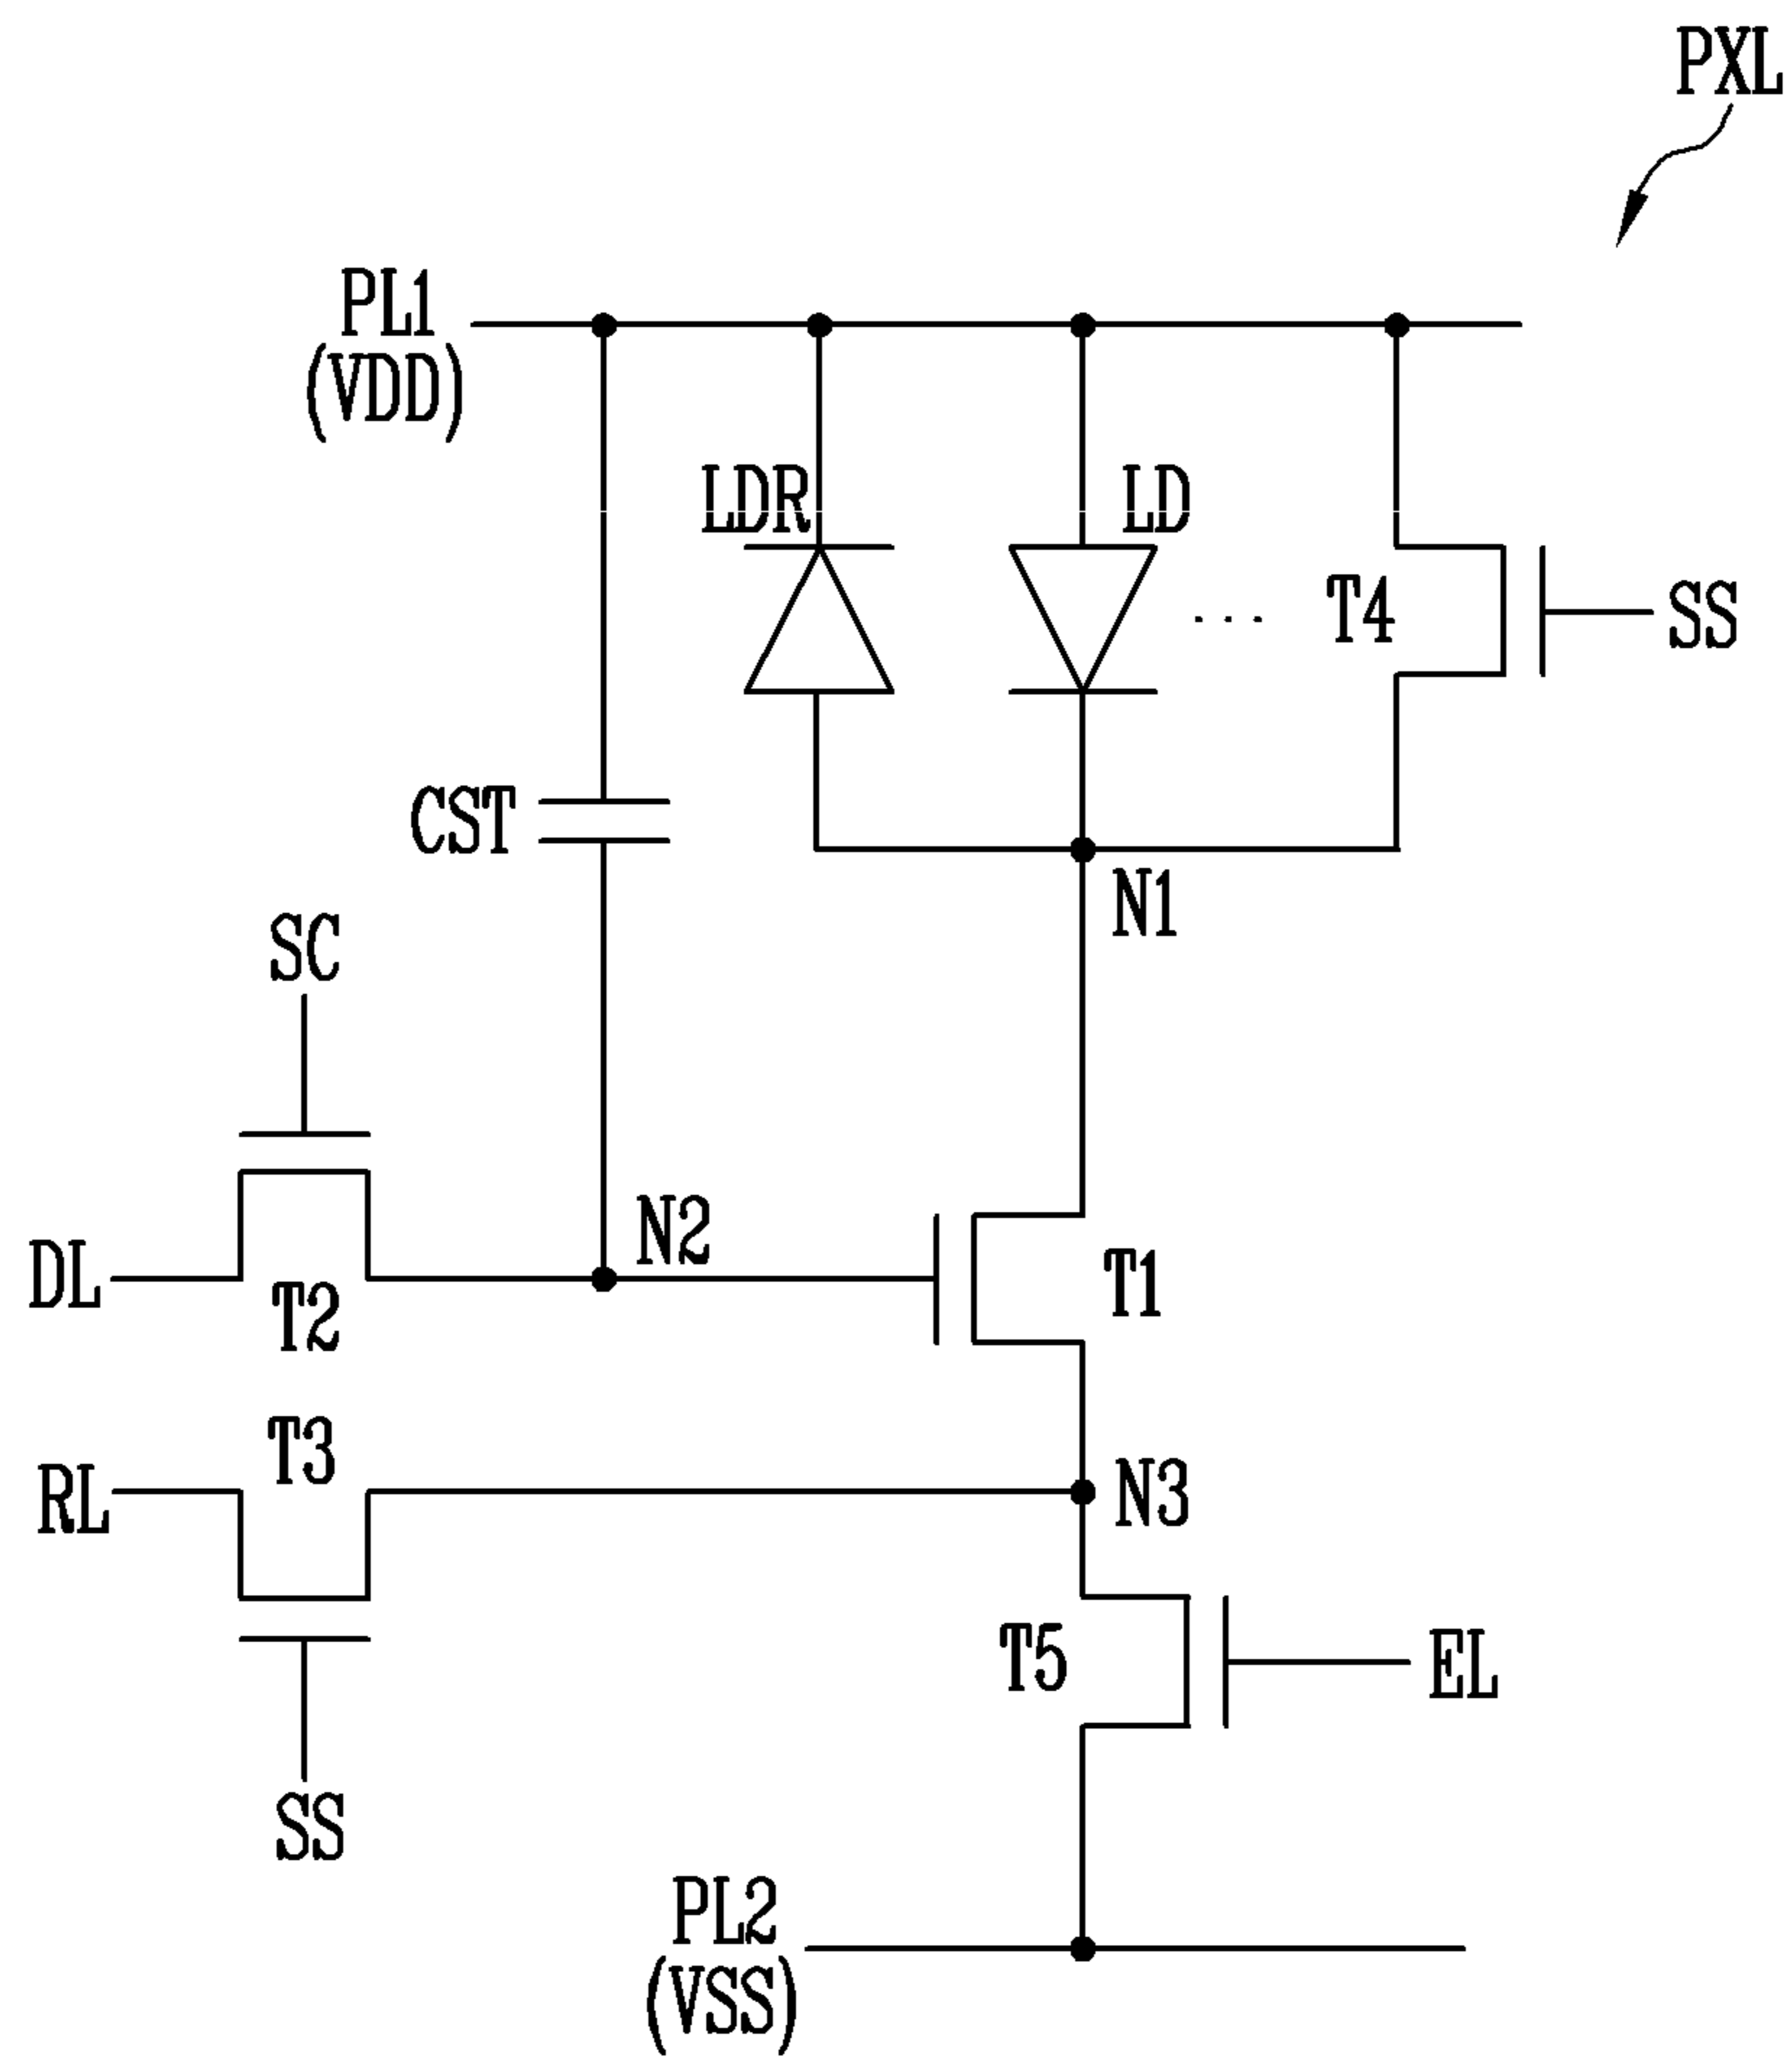 PXL
PL1
(VDD)
LDR
LD
T4
SS
CST
N1
SC
N2
DL
T2
T1
T3
RL
N3
T5
EL
SS
PL2
(VSS)